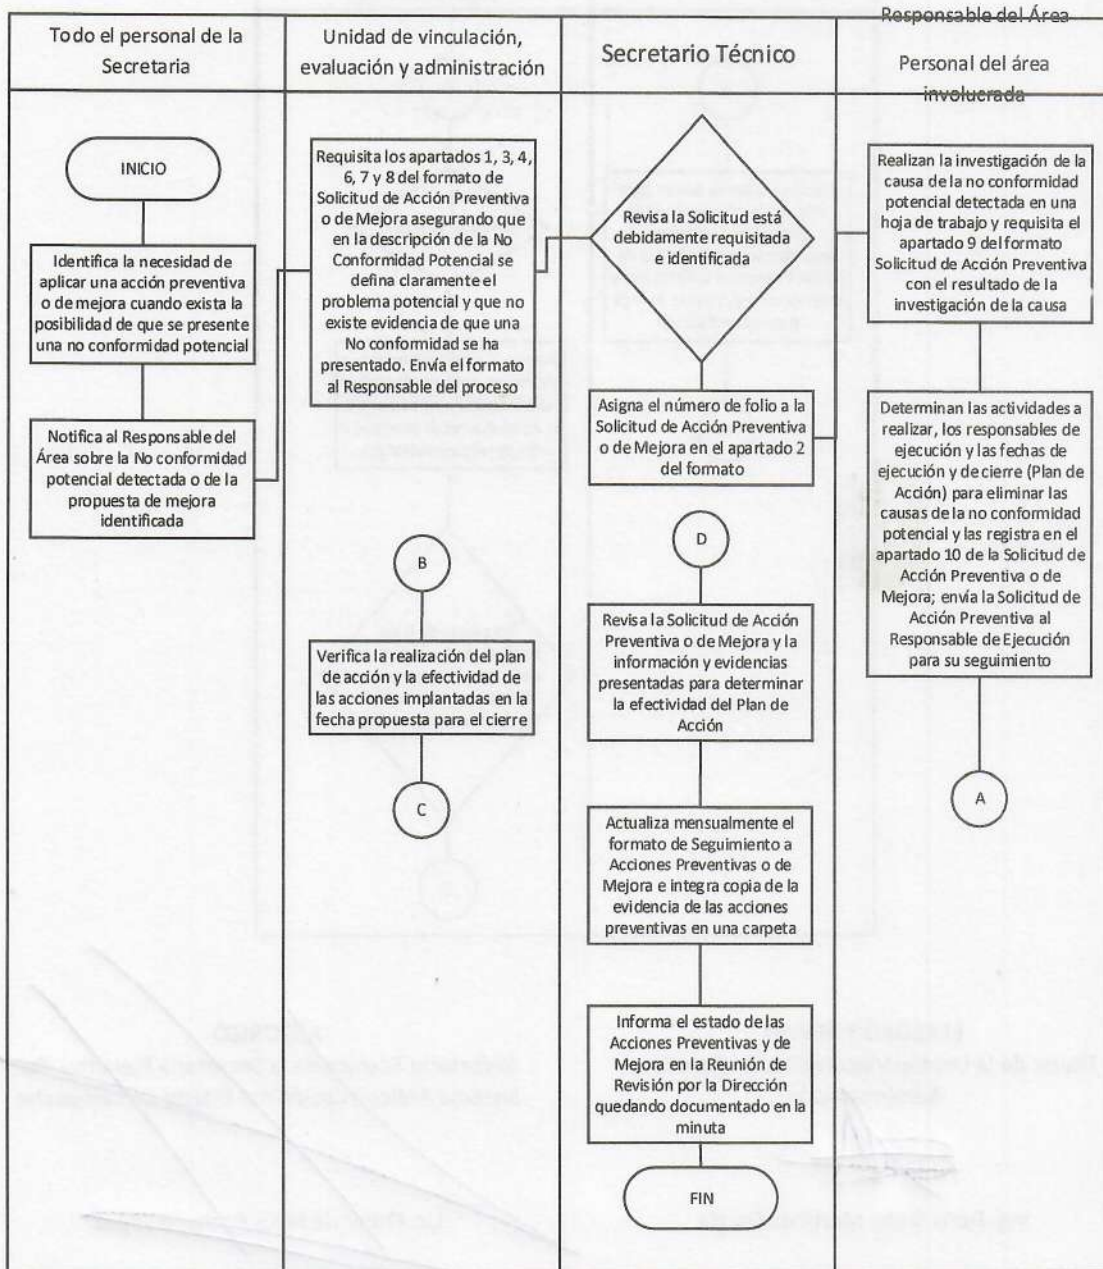 Todo el personal de la
Secretaria
Unidad de vinculación,
evaluación y administración
Secretario Técnico
Responsable del Área
Personal del área
involucrada
INICIO
Identifica la necesidad de
aplicar una acción preventiva
o de mejora cuando exista la
posibilidad de que se presente
una no conformidad potencial
Notifica al Responsable del
Área sobre la No conformidad
potencial detectada o de la
propuesta de mejora
identificada
Requisita los apartados 1, 3, 4,
6, 7 y 8 del formato de
Solicitud de Acción Preventiva
o de Mejora asegurando que
en la descripción de la No
Conformidad Potencial se
defina claramente el
problema potencial y que no
existe evidencia de que una
No conformidad se ha
presentado. Envía el formato
al Responsable del proceso
B
Verifica la realización del plan
de acción y la efectividad de
las acciones implantadas en la
fecha propuesta para el cierre
C
Revisa la Solicitud está
debidamente requisitada
e identificada
Asigna el número de folio a la
Solicitud de Acción Preventiva
o de Mejora en el apartado 2
del formato
D
Revisa la Solicitud de Acción
Preventiva o de Mejora y la
información y evidencias
presentadas para determinar
la efectividad del Plan de
Acción
Actualiza mensualmente el
formato de Seguimiento a
Acciones Preventivas o de
Mejora e integra copia de la
evidencia de las acciones
preventivas en una carpeta
Informa el estado de las
Acciones Preventivas y de
Mejora en la Reunión de
Revisión por la Dirección
quedando documentado en la
minuta
FIN
Realizan la investigación de la
causa de la no conformidad
potencial detectada en una
hoja de trabajo y requisita el
apartado 9 del formato
Solicitud de Acción Preventiva
con el resultado de la
investigación de la causa
Determinan las actividades a
realizar, los responsables de
ejecución y las fechas de
ejecución y de cierre (Plan de
Acción) para eliminar las
causas de la no conformidad
potencial y las registra en el
apartado 10 de la Solicitud de
Acción Preventiva o de
Mejora; envía la Solicitud de
Acción Preventiva al
Responsable de Ejecución
para su seguimiento
A